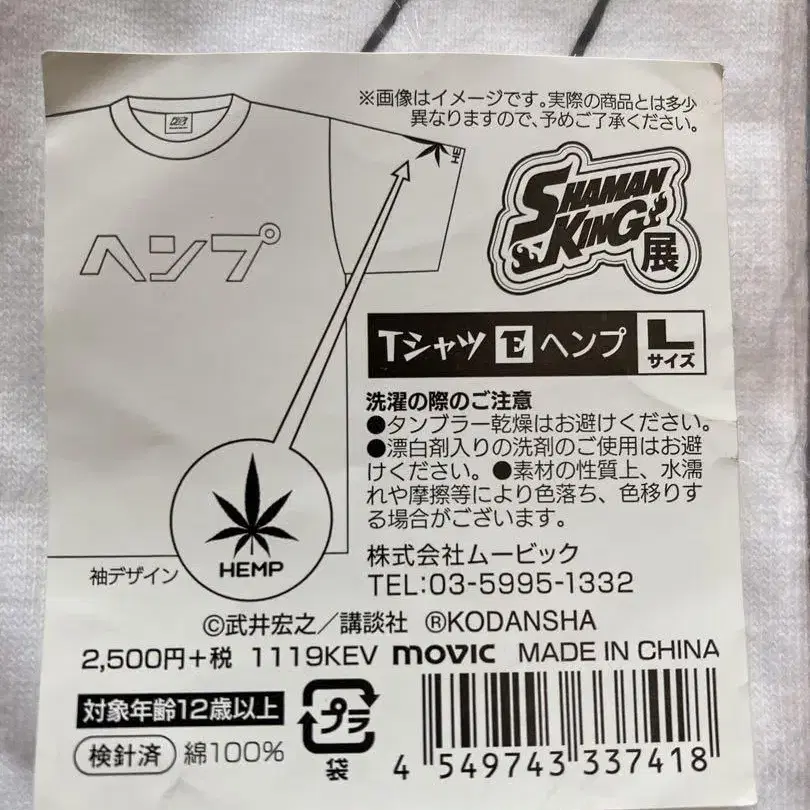 ※画像はイメージです。実際の商品とは多少
異なりますので、予めご了承ください。
HE
SHAMAN
KING
展
ヘンプ
Tシャツ E ヘンプ L
サイズ
洗濯の際のご注意
●タンブラー乾燥はお避けください。
●漂白剤入りの洗剤のご使用はお避
けください。●素材の性質上、水濡
れや摩擦等により色落ち、色移りす
る場合がございます。
HEMP
袖デザイン
株式会社ムービック
TEL:03-5995-1332
©武井宏之/講談社 ®KODANSHA
2,500円+税 1119KEV movic MADE IN CHINA
対象年齢12歳以上
検針済 綿100%
プラ
袋
4 549743 337418